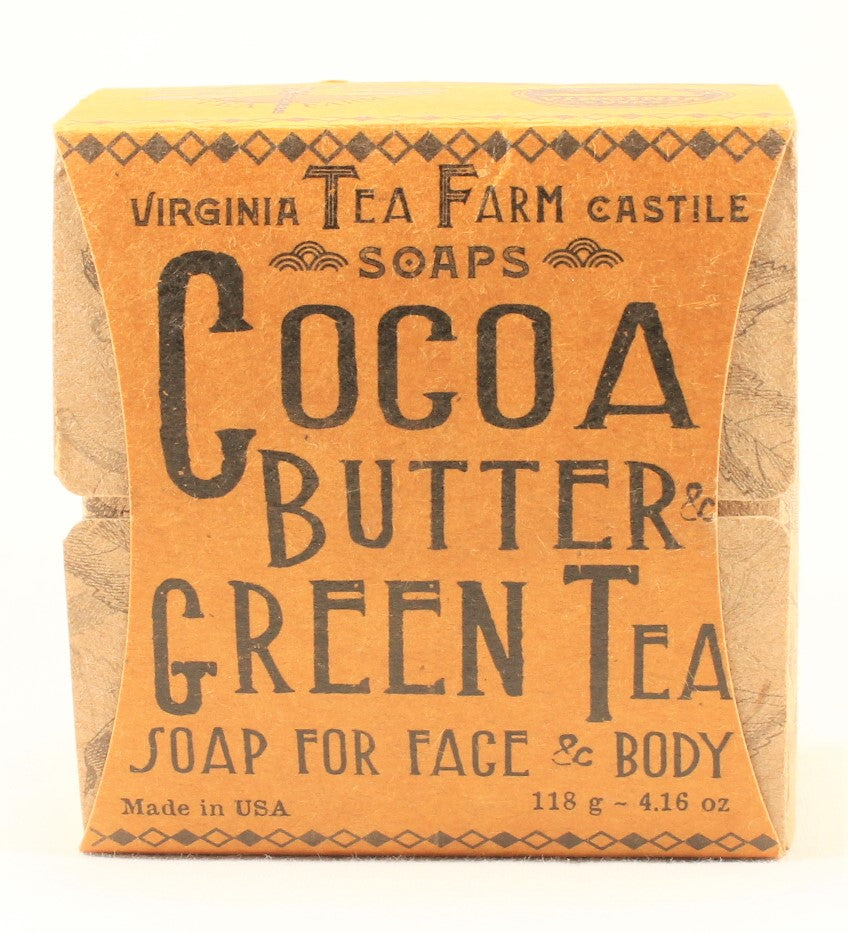 VIRGINIA TEA FARM CASTILE
SOAPS
COCOA
BUTTER &
GREEN TEA
SOAP FOR FACE & BODY
Made in USA 118 g ~ 4.16 oz